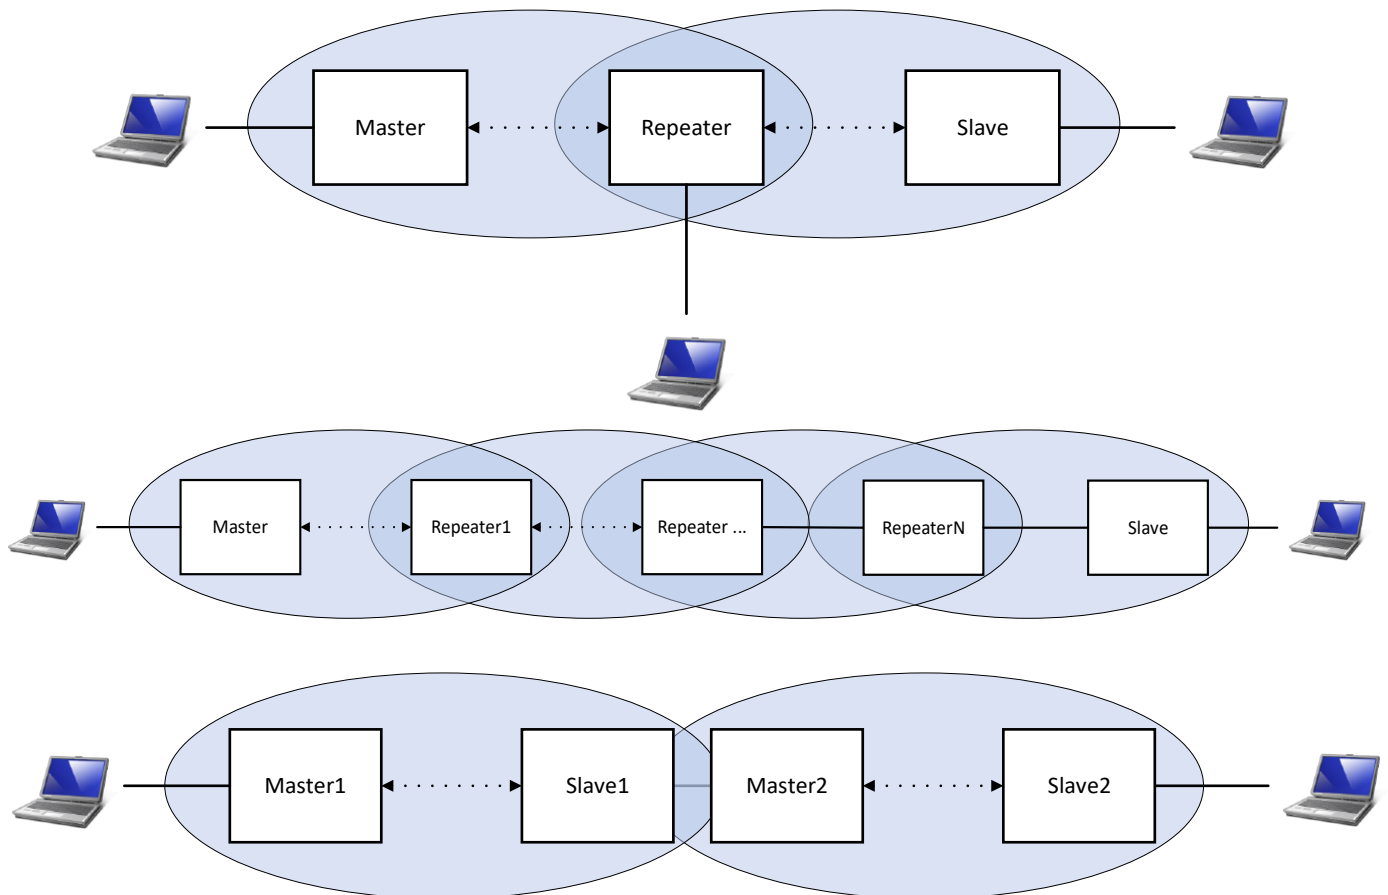 Master
Repeater
Slave
Master
Repeater1
Repeater ...
RepeaterN
Slave
Master1
Slave1
Master2
Slave2